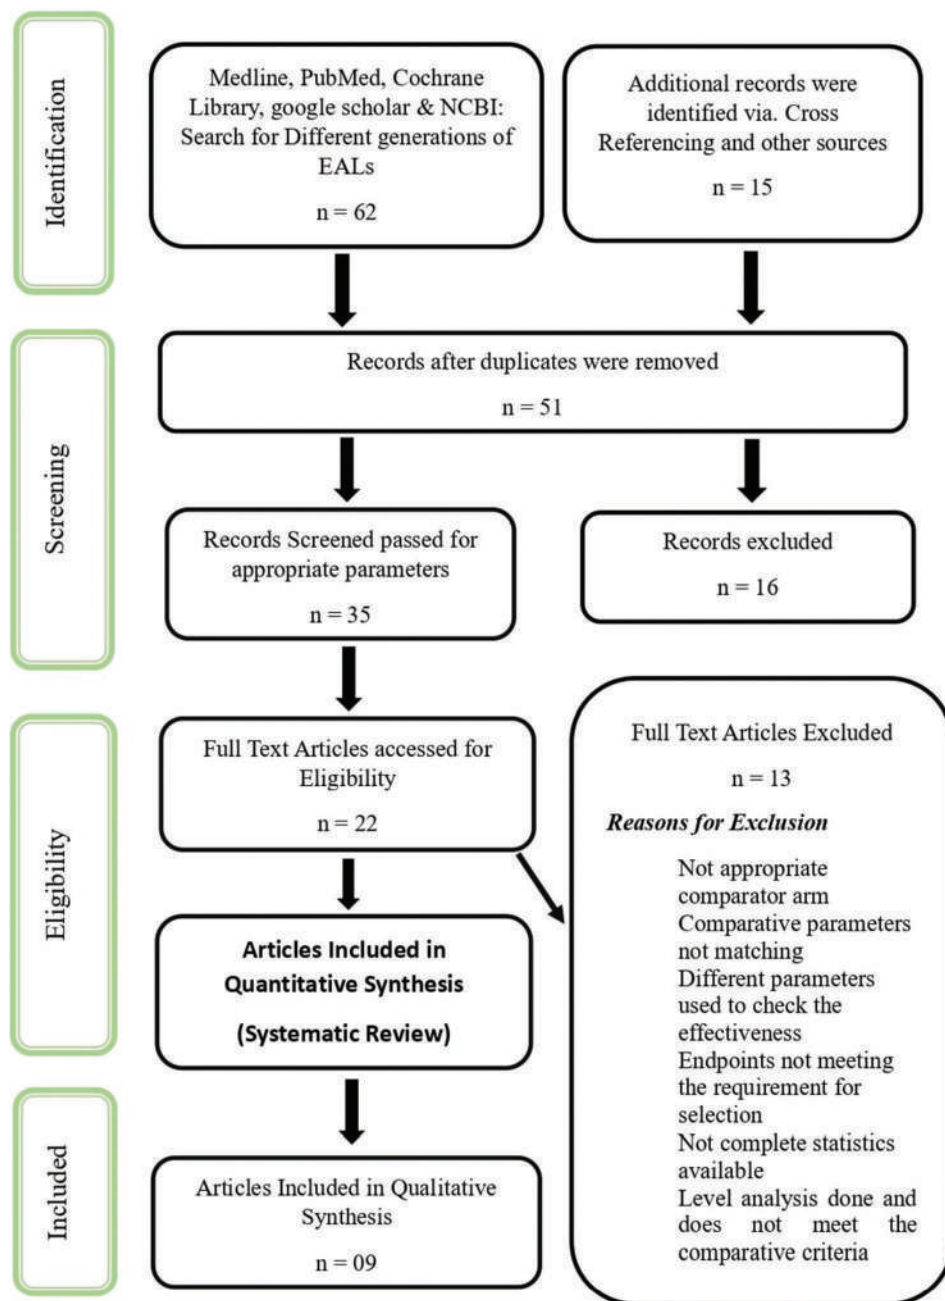 Identification
Medline, PubMed, Cochrane
Library, google scholar & NCBI:
Search for Different generations of
EALs
n = 62
Additional records were
identified via. Cross
Referencing and other sources
n = 15
Screening
Records after duplicates were removed
n = 51
Records Screened passed for
appropriate parameters
n = 35
Records excluded
n = 16
Eligibility
Full Text Articles accessed for
Eligibility
n = 22
Articles Included in
Quantitative Synthesis
(Systematic Review)
Full Text Articles Excluded
n = 13
Reasons for Exclusion
Not appropriate
comparator arm
Comparative parameters
not matching
Different parameters
used to check the
effectiveness
Endpoints not meeting
the requirement for
selection
Not complete statistics
available
Level analysis done and
does not meet the
comparative criteria
Included
Articles Included in Qualitative
Synthesis
n = 09